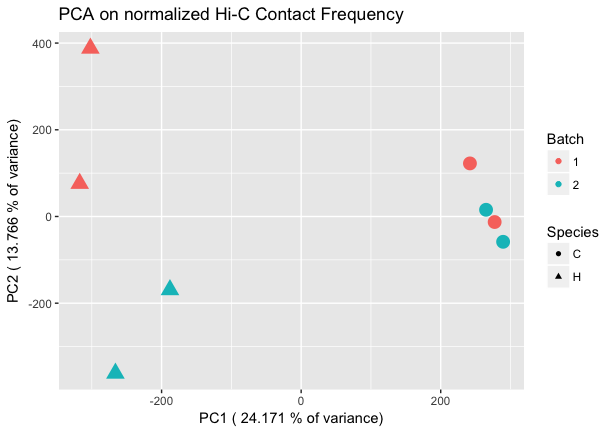 PCA on normalized Hi-C Contact Frequency
400
200
0
-200
PC2 ( 13.766 % of variance)
-200
0
200
PC1 ( 24.171 % of variance)
Batch
1
2
Species
C
H